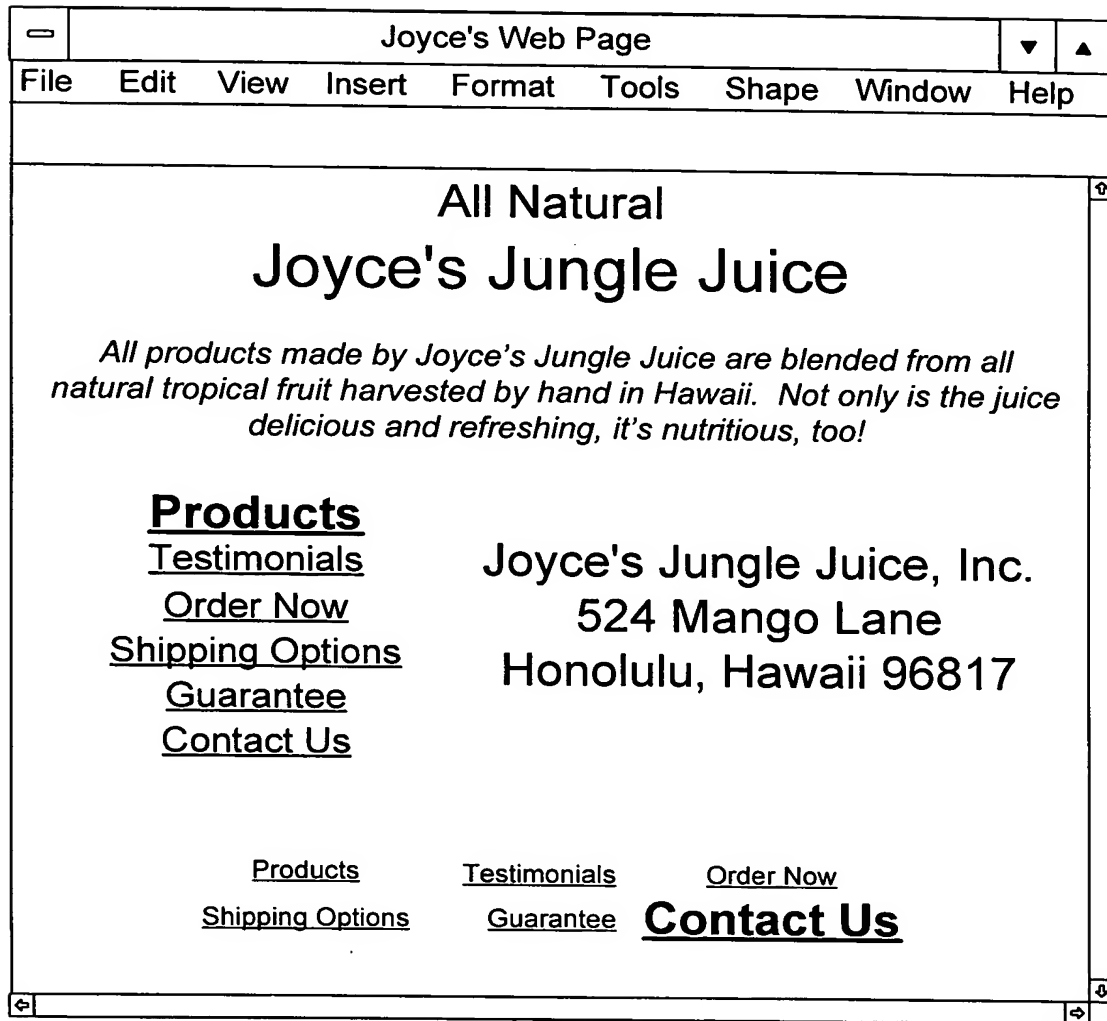 Joyce's Web Page
File Edit View Insert Format Tools Shape Window Help
All Natural
Joyce's Jungle Juice
All products made by Joyce's Jungle Juice are blended from all
natural tropical fruit harvested by hand in Hawaii. Not only is the juice
delicious and refreshing, it's nutritious, too!
Products
Testimonials
Order Now
Shipping Options
Guarantee
Contact Us
Joyce's Jungle Juice, Inc.
524 Mango Lane
Honolulu, Hawaii 96817
Products Testimonials Order Now
Shipping Options Guarantee Contact Us